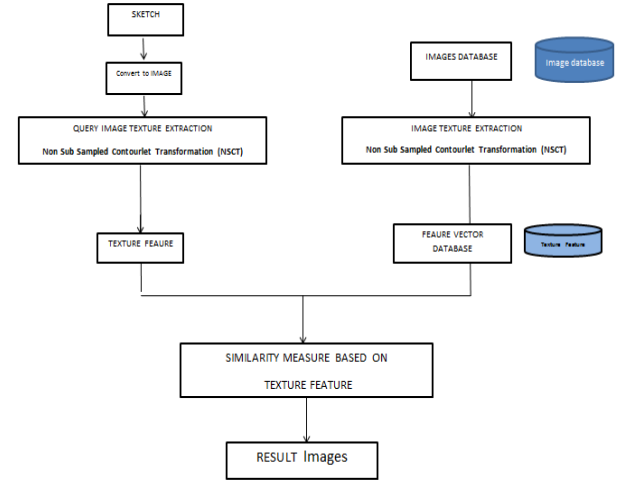 SKETCH
Convert to IMAGE
IMAGES DATABASE
Image database
QUERY IMAGE TEXTURE EXTRACTION
Non Sub Sampled Contourlet Transformation (NSCT)
IMAGE TEXTURE EXTRACTION
Non Sub Sampled Contourlet Transformation (NSCT)
TEXTURE FEAURE
FEAURE VECTOR
DATABASE
Texture Feature
SIMILARITY MEASURE BASED ON
TEXTURE FEATURE
RESULT Images